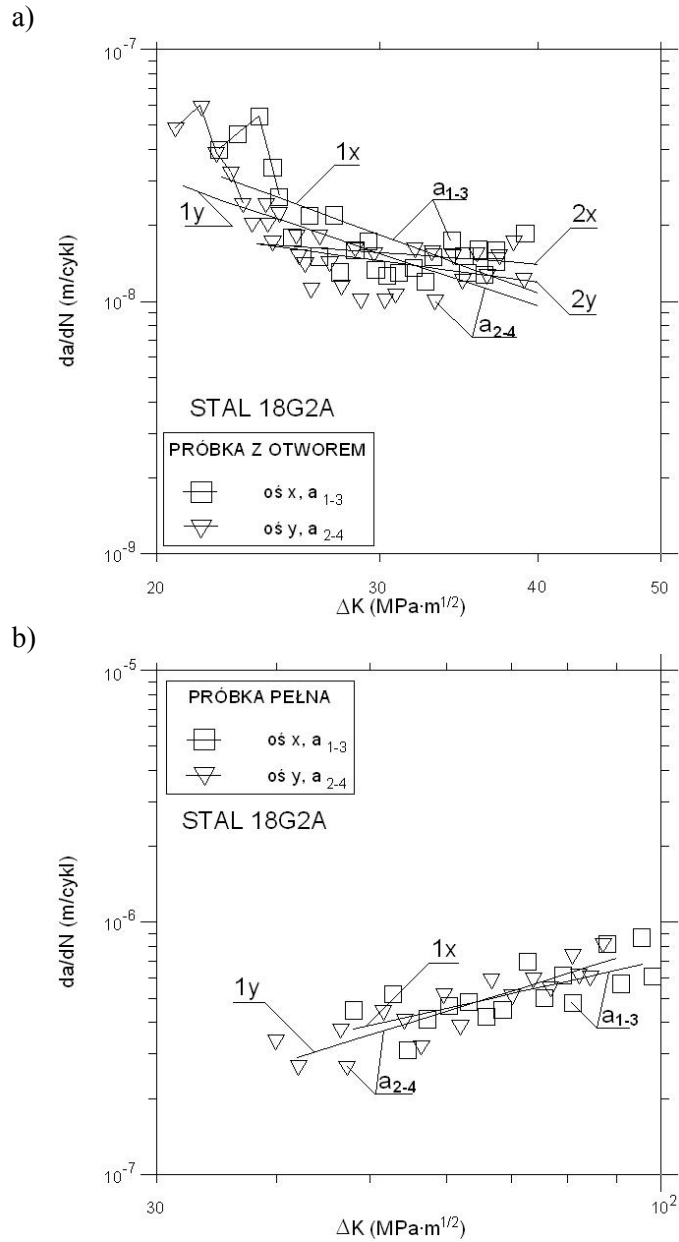 a)
10⁻⁷
1x
a₁₋₃
1y
2x
10⁻⁸
2y
a₂₋₄
da/dN (m/cykl)
STAL 18G2A
PRÓBKA Z OTWOREM
oś x, a ₁₋₃
oś y, a ₂₋₄
10⁻⁹
20 30 40 50
ΔK (MPa·m¹/²)
b)
10⁻⁵
PRÓBKA PEŁNA
oś x, a ₁₋₃
oś y, a ₂₋₄
STAL 18G2A
da/dN (m/cykl)
10⁻⁶
1x
1y
a₁₋₃
a₂₋₄
10⁻⁷
30 10²
ΔK (MPa·m¹/²)